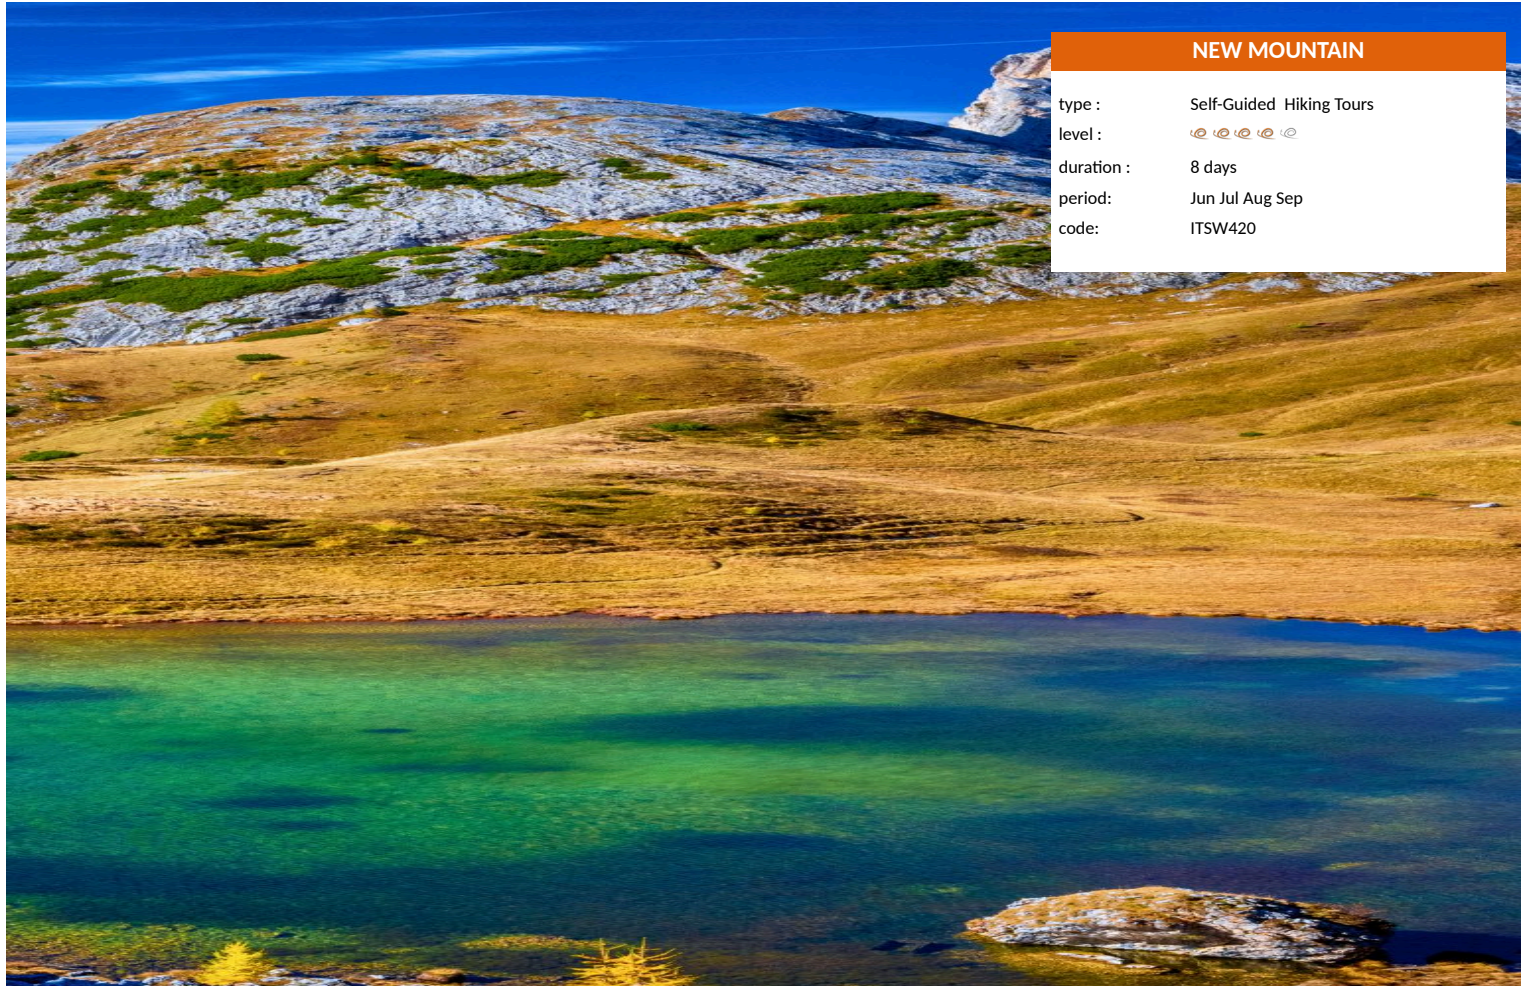 NEW MOUNTAIN
type : Self-Guided Hiking Tours
level :
duration : 8 days
period: Jun Jul Aug Sep
code: ITSW420